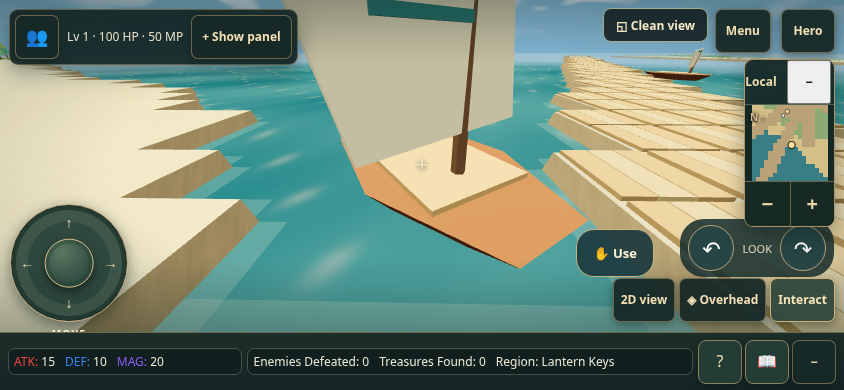 Lv 1 · 100 HP · 50 MP
+ Show panel
◱ Clean view
Menu
Hero
Local
–
N
− +
Use
LOOK
2D view
◈ Overhead
Interact
ATK: 15 DEF: 10 MAG: 20
Enemies Defeated: 0 Treasures Found: 0 Region: Lantern Keys
?
–